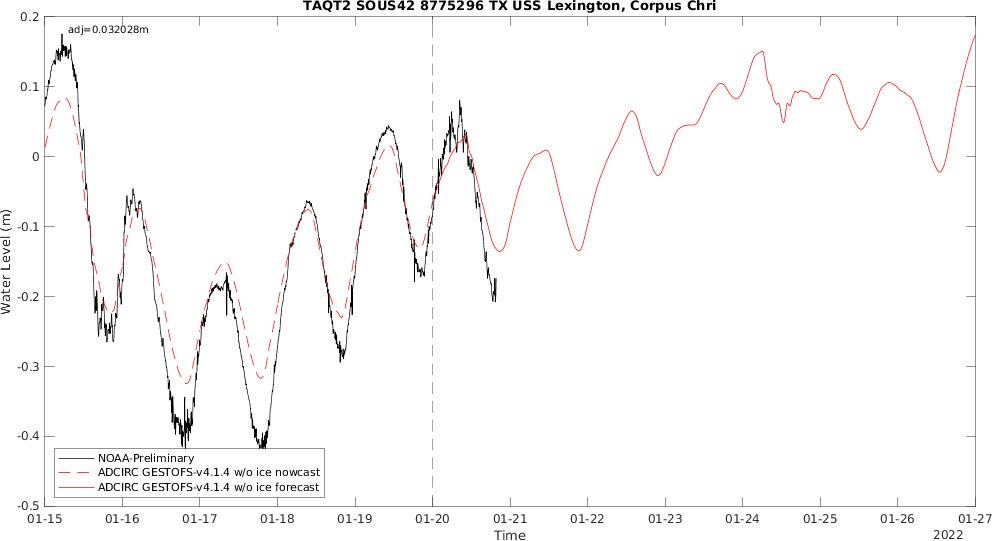 TAQT2 SOUS42 8775296 TX USS Lexington, Corpus Chri
adj=0.032028m
0.2
0.1
0
-0.1
-0.2
-0.3
-0.4
-0.5
Water Level (m)
NOAA-Preliminary
ADCIRC GESTOFS-v4.1.4 w/o ice nowcast
ADCIRC GESTOFS-v4.1.4 w/o ice forecast
01-15 01-16 01-17 01-18 01-19 01-20 01-21 01-22 01-23 01-24 01-25 01-26 01-27
Time
2022